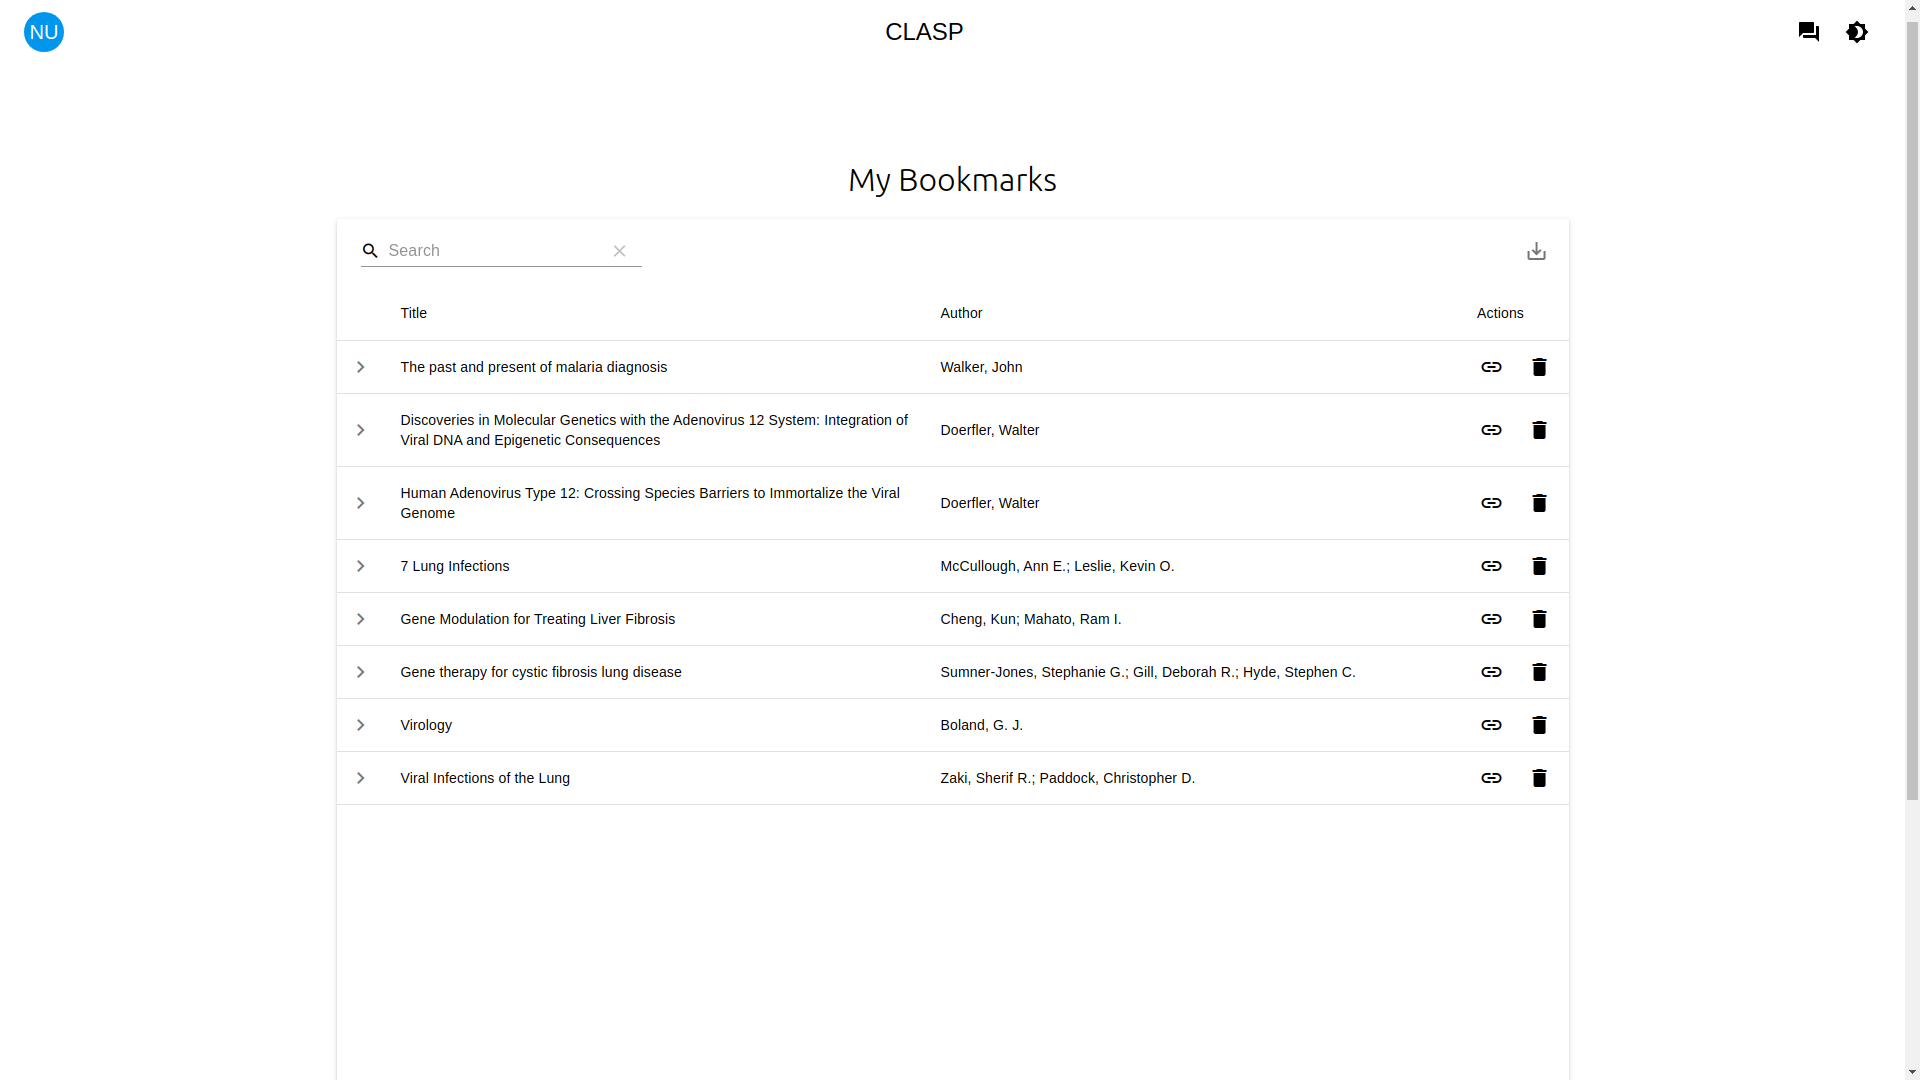 NU
CLASP
My Bookmarks
Search
Title Author Actions
The past and present of malaria diagnosis Walker, John
Discoveries in Molecular Genetics with the Adenovirus 12 System: Integration of
Viral DNA and Epigenetic Consequences Doerfler, Walter
Human Adenovirus Type 12: Crossing Species Barriers to Immortalize the Viral
Genome Doerfler, Walter
7 Lung Infections McCullough, Ann E.; Leslie, Kevin O.
Gene Modulation for Treating Liver Fibrosis Cheng, Kun; Mahato, Ram I.
Gene therapy for cystic fibrosis lung disease Sumner-Jones, Stephanie G.; Gill, Deborah R.; Hyde, Stephen C.
Virology Boland, G. J.
Viral Infections of the Lung Zaki, Sherif R.; Paddock, Christopher D.